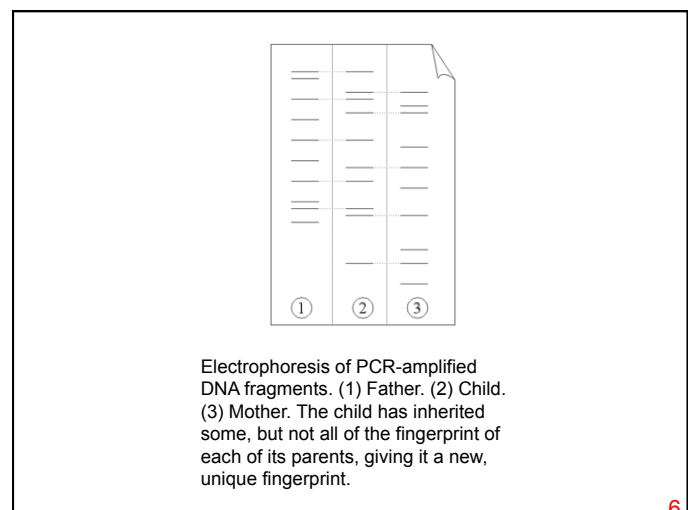 1 2 3
Electrophoresis of PCR-amplified
DNA fragments. (1) Father. (2) Child.
(3) Mother. The child has inherited
some, but not all of the fingerprint of
each of its parents, giving it a new,
unique fingerprint.
6